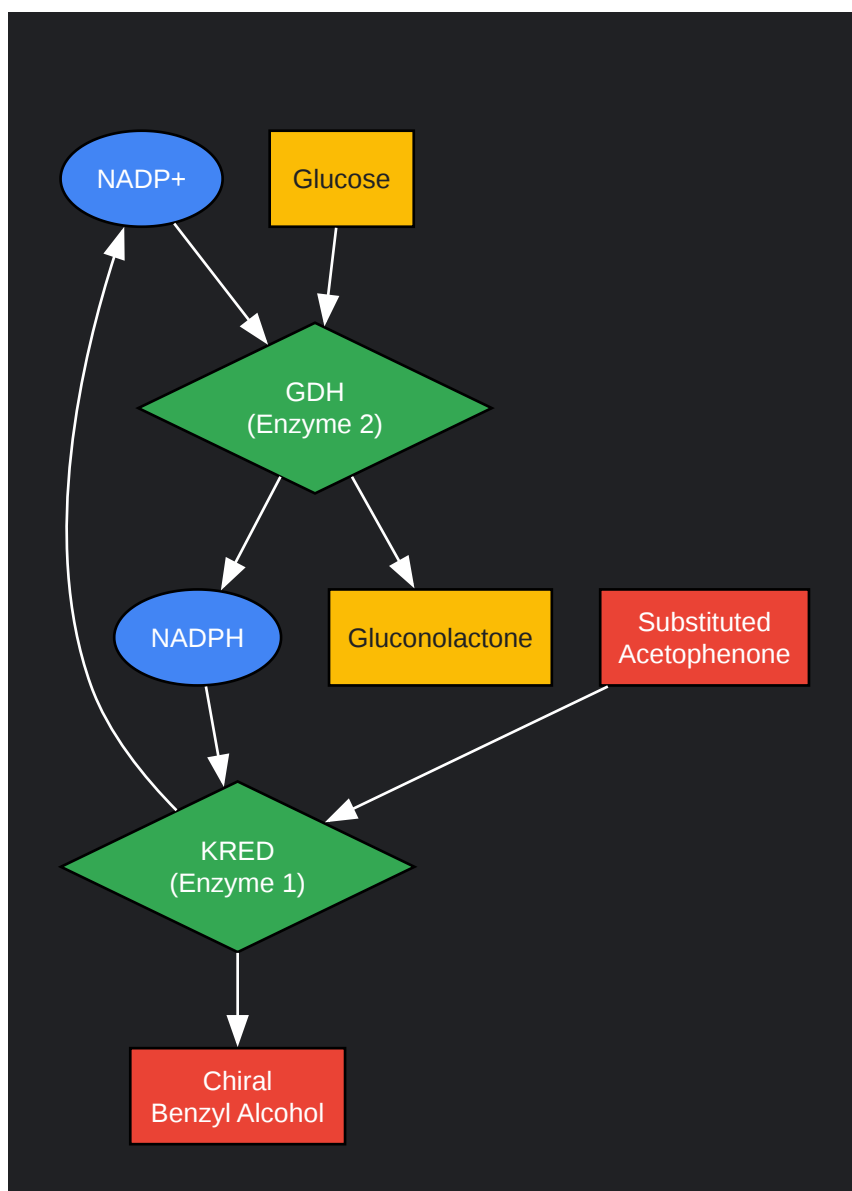 NADP+
Glucose
GDH
(Enzyme 2)
NADPH
Gluconolactone
Substituted
Acetophenone
KRED
(Enzyme 1)
Chiral
Benzyl Alcohol